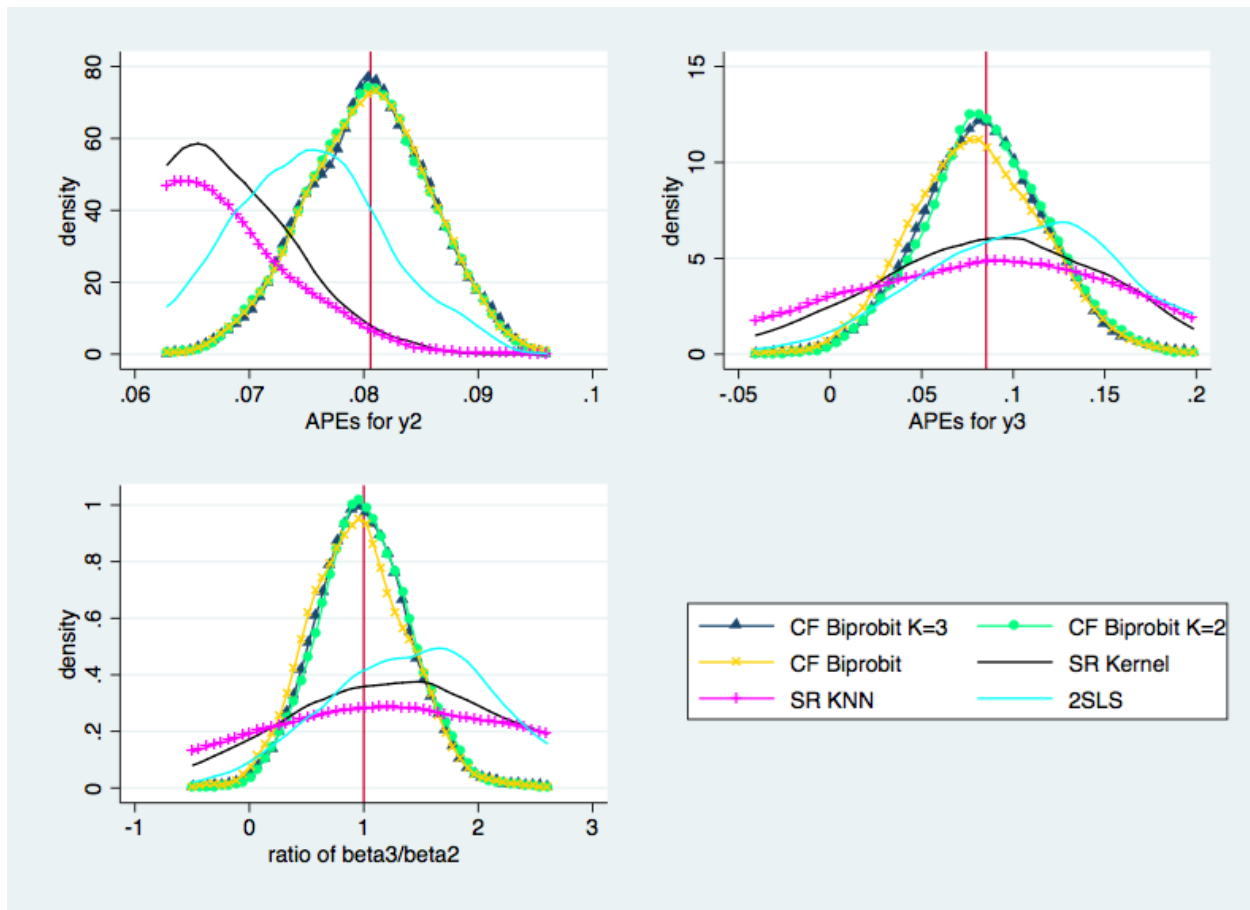 density
0 20 40 60 80
.06 .07 .08 .09 .1
APEs for y2
density
0 5 10 15
-.05 0 .05 .1 .15 .2
APEs for y3
density
0 .2 .4 .6 .8 1
-1 0 1 2 3
ratio of beta3/beta2
CF Biprobit K=3 CF Biprobit K=2
CF Biprobit SR Kernel
SR KNN 2SLS